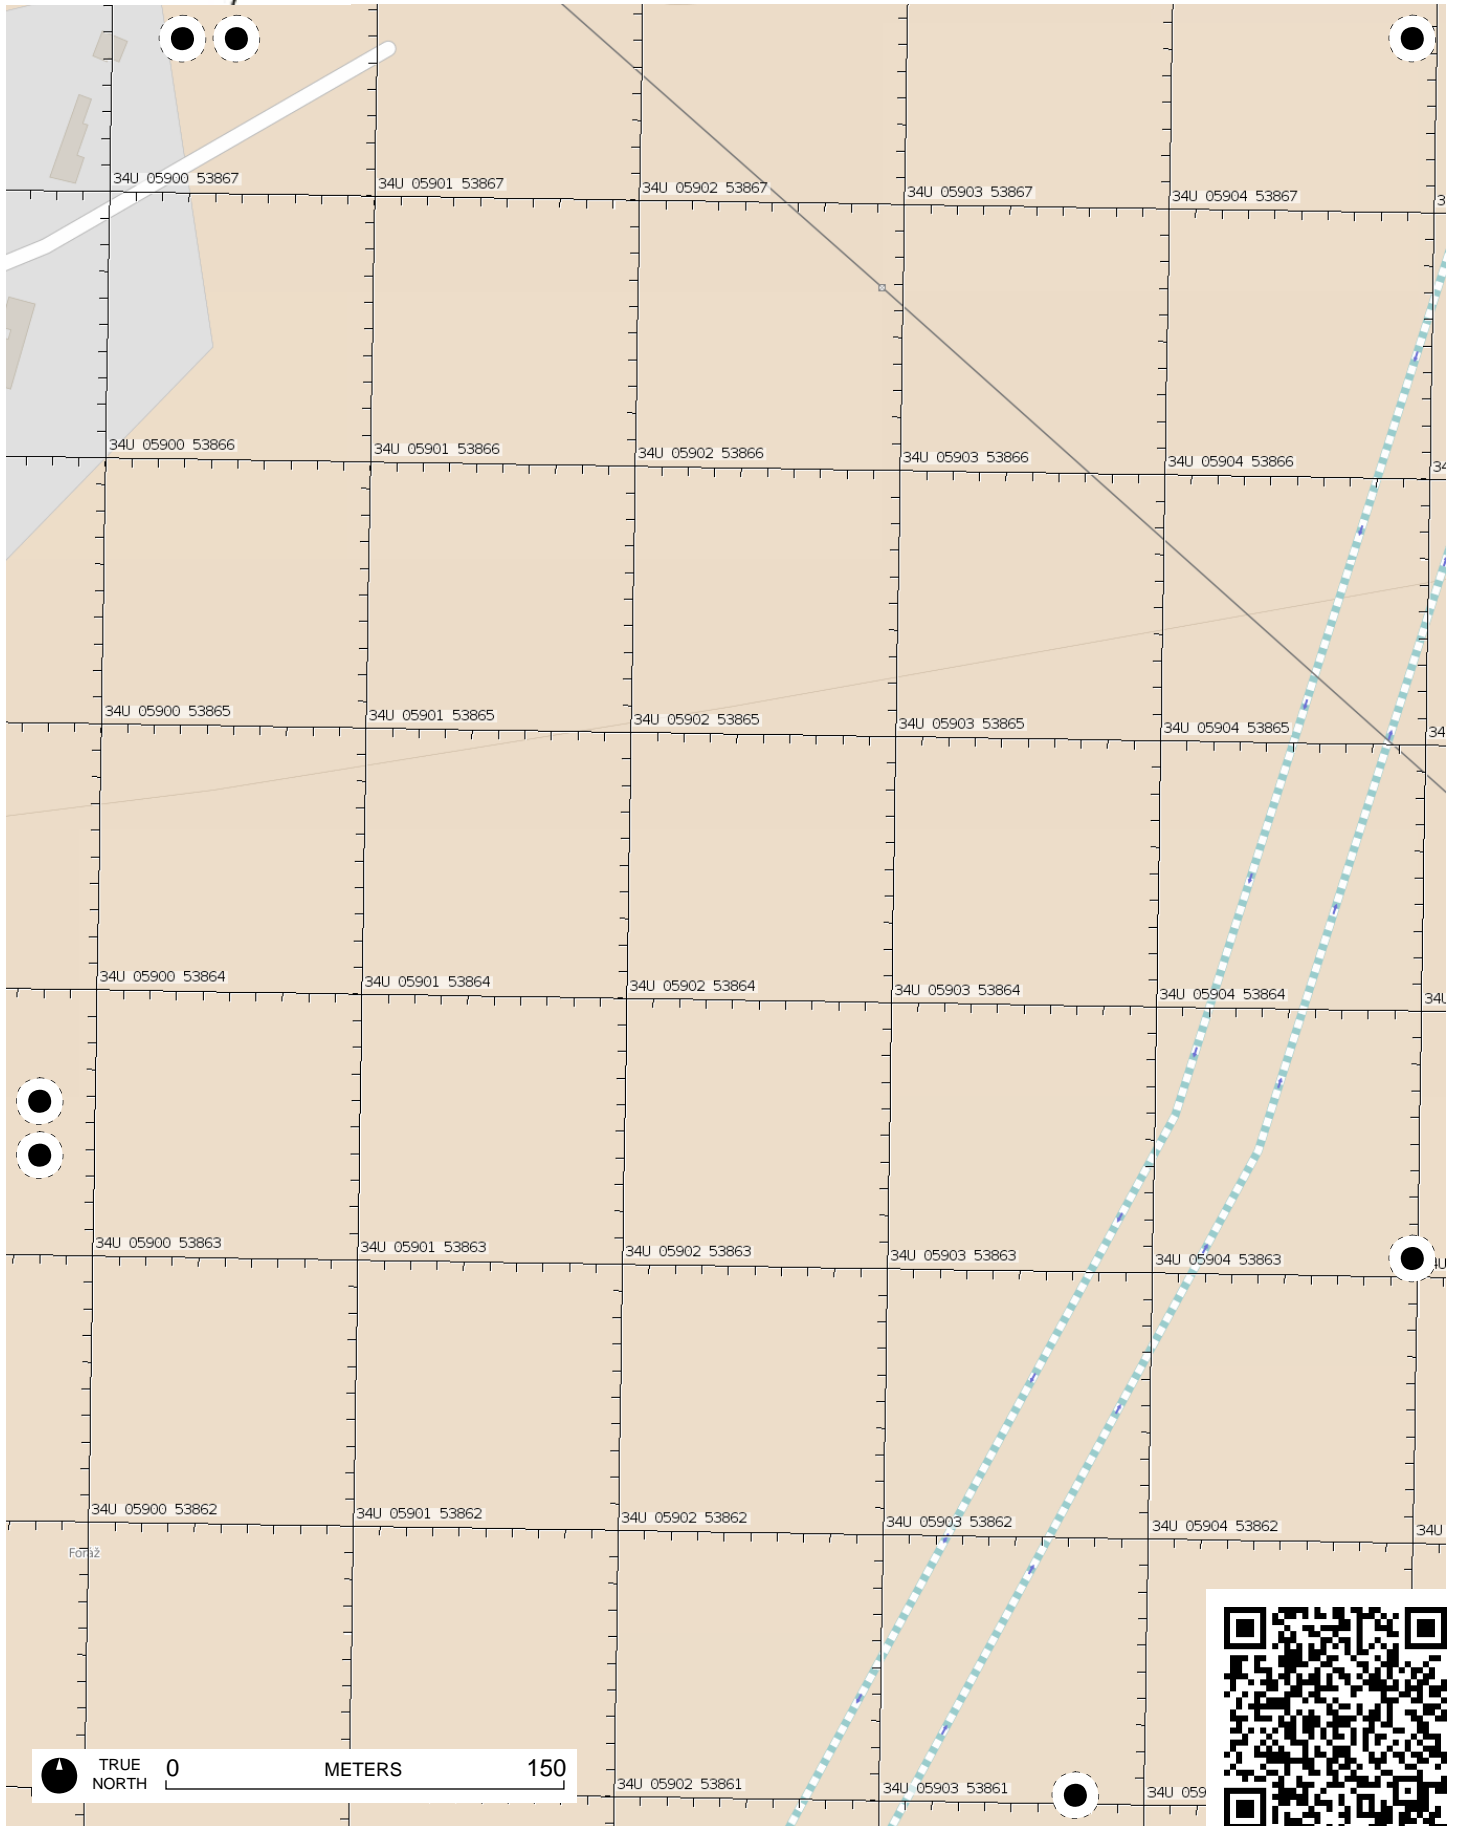 34U 05900 53867
34U 05901 53867
34U 05902 53867
34U 05903 53867
34U 05904 53867
34U 05900 53866
34U 05901 53866
34U 05902 53866
34U 05903 53866
34U 05904 53866
34
34U 05900 53865
34U 05901 53865
34U 05902 53865
34U 05903 53865
34U 05904 53865
34
34U 05900 53864
34U 05901 53864
34U 05902 53864
34U 05903 53864
34U 05904 53864
34U
34U 05900 53863
34U 05901 53863
34U 05902 53863
34U 05903 53863
34U 05904 53863
34U 05900 53862
34U 05901 53862
34U 05902 53862
34U 05903 53862
34U 05904 53862
34U
Foraž
TRUE NORTH
0 METERS 150
34U 05902 53861
34U 05903 53861
34U 059